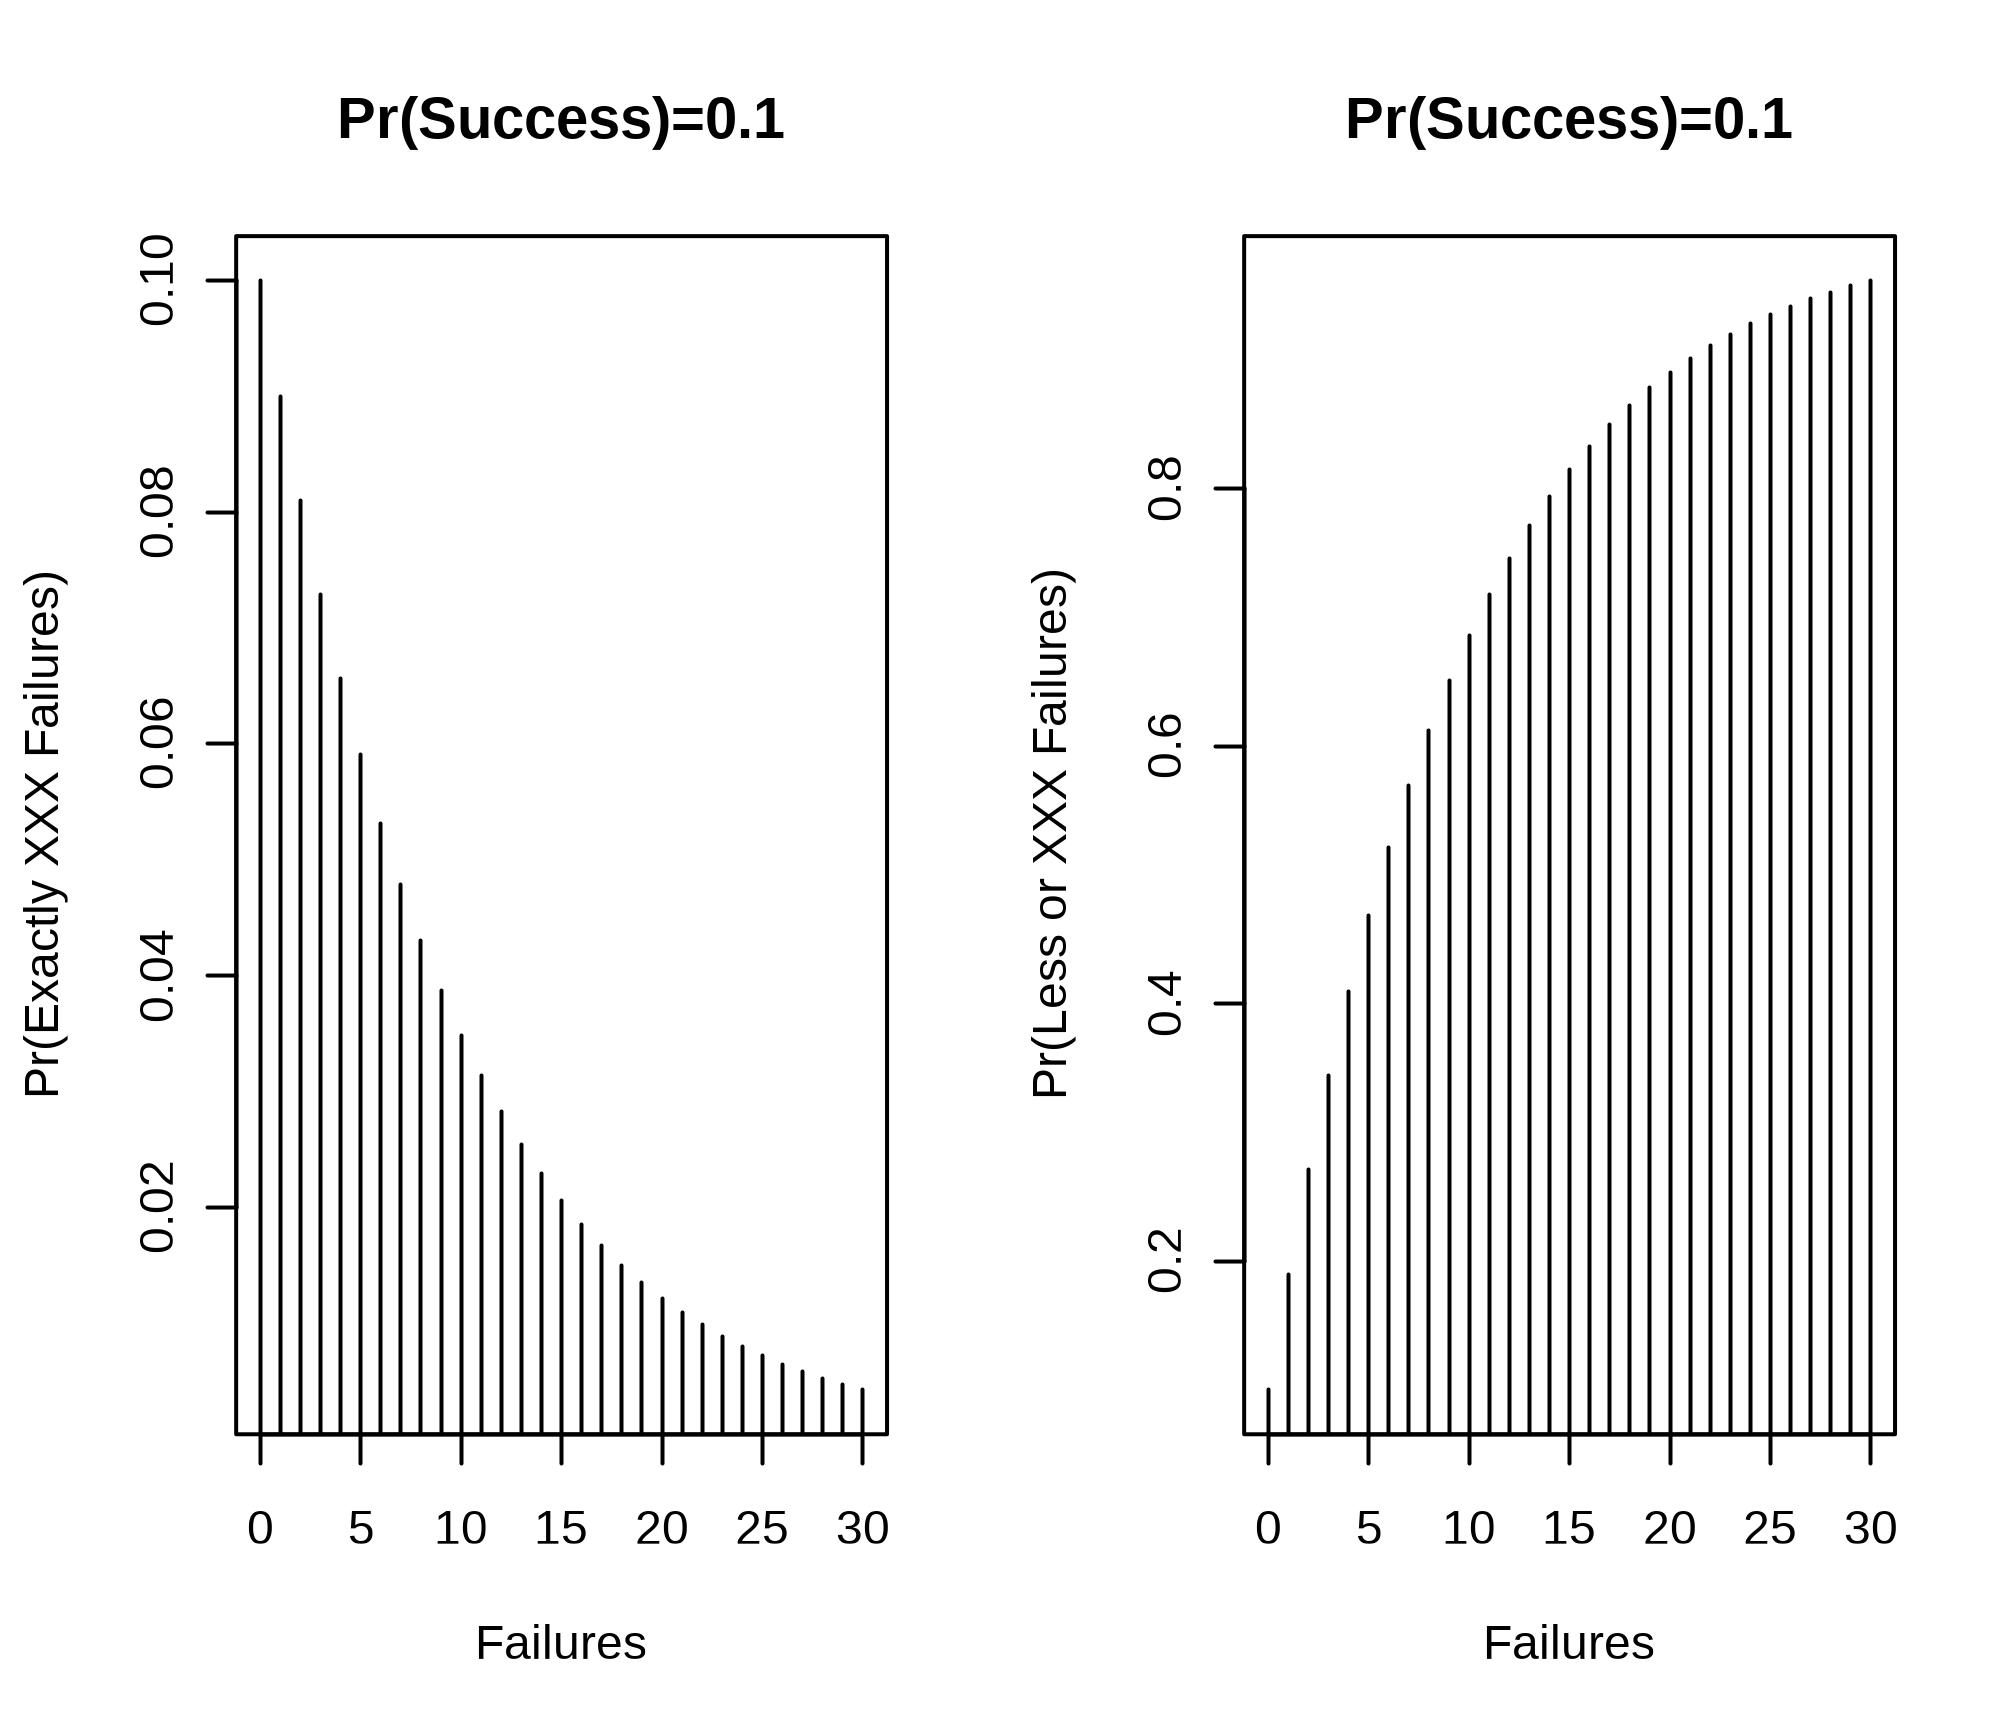 Pr(Success)=0.1
Pr(Exactly XXX Failures)
0.10
0.08
0.06
0.04
0.02
0 5 10 15 20 25 30
Failures
Pr(Success)=0.1
Pr(Less or XXX Failures)
0.8
0.6
0.4
0.2
0 5 10 15 20 25 30
Failures